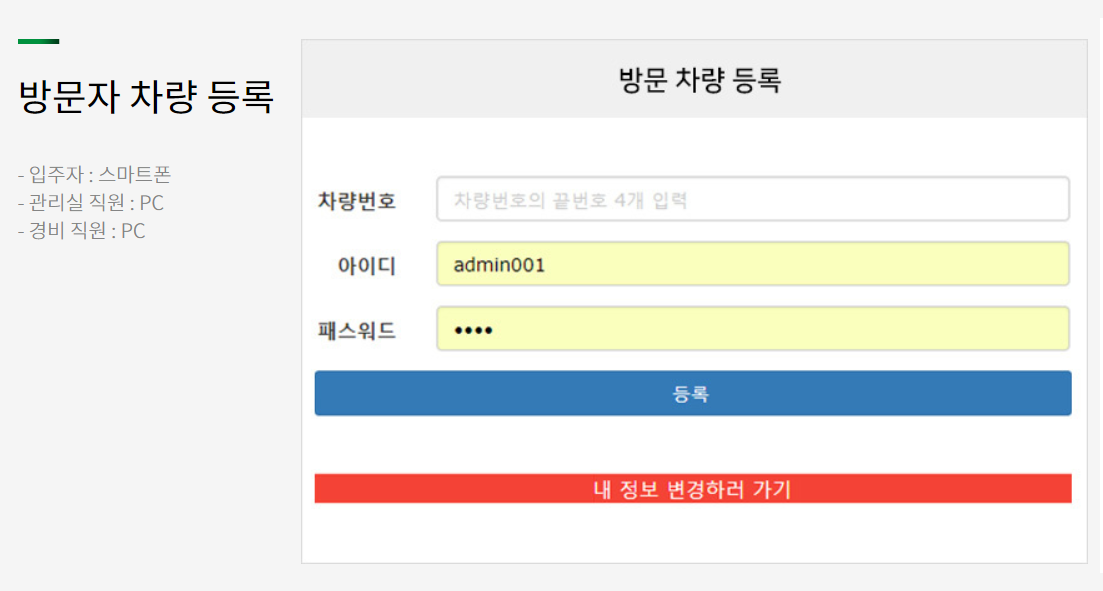 방문자 차량 등록
- 입주자 : 스마트폰
- 관리실 직원 : PC
- 경비 직원 : PC
방문 차량 등록
차량번호 차량번호의 끝번호 4개 입력
아이디 admin001
패스워드 ••••
등록
내 정보 변경하러 가기